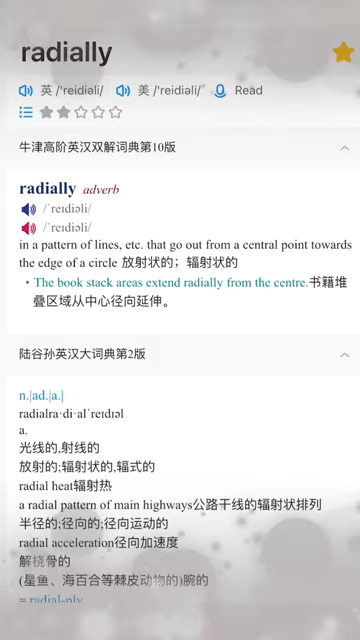 radially
英 /'reidiəli/ 美 /'reidiəli/ Read
牛津高阶英汉双解词典第10版
radially adverb
/ˈreɪdiəli/
/ˈreɪdiəli/
in a pattern of lines, etc. that go out from a central point towards
the edge of a circle 放射状的；辐射状的
• The book stack areas extend radially from the centre.书籍堆
叠区域从中心径向延伸。
陆谷孙英汉大词典第2版
n.|ad.|a.|
radialra·di·alˈreɪdɪəl
a.
光线的,射线的
放射的;辐射状的,辐式的
radial heat辐射热
a radial pattern of main highways公路干线的辐射状排列
半径的;径向的;径向运动的
radial acceleration径向加速度
解桡骨的
(星鱼、海百合等棘皮动物的)腕的
= radial-ply